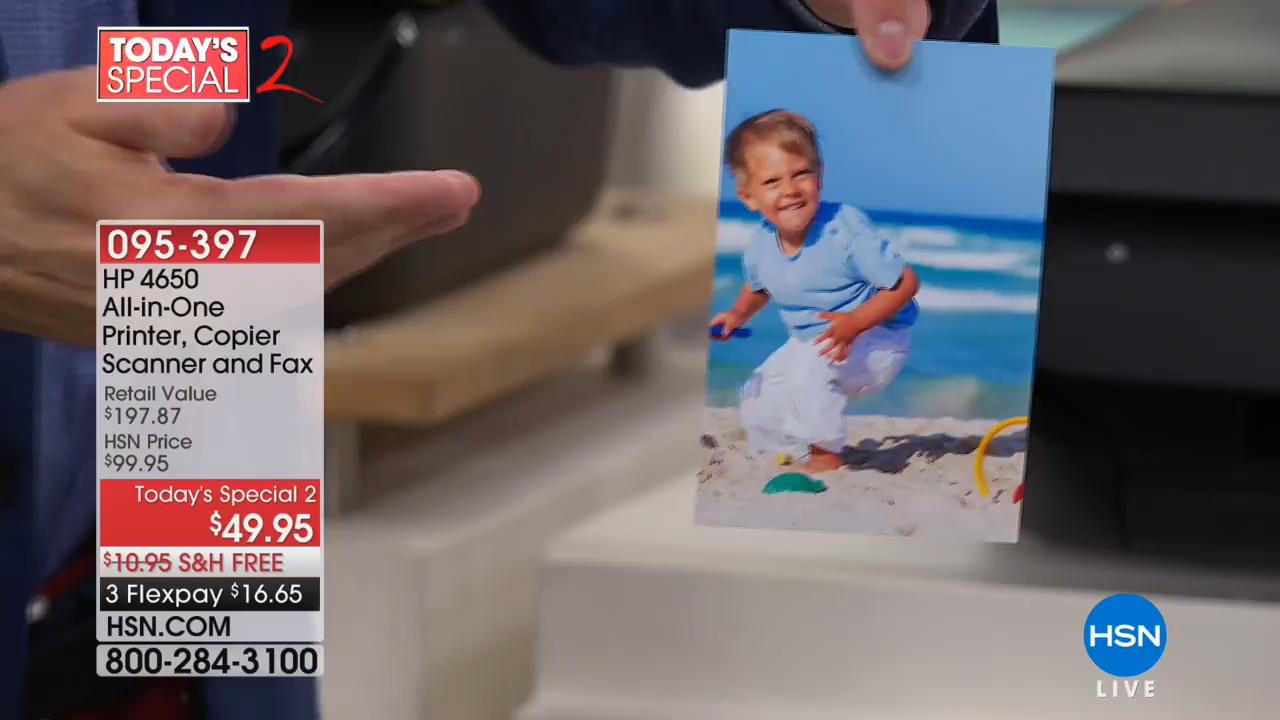 TODAY'S
SPECIAL 2
095-397
HP 4650
All-in-One
Printer, Copier
Scanner and Fax
Retail Value
$197.87
HSN Price
$99.95
Today's Special 2
$49.95
$10.95 S&H FREE
3 Flexpay $16.65
HSN.COM
800-284-3100
HSN
LIVE